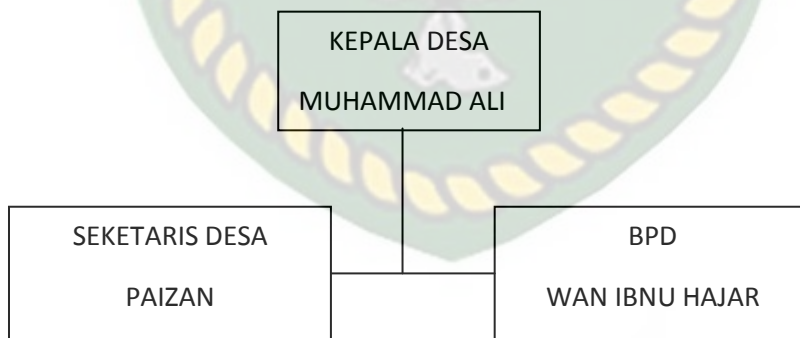 KEPALA DESA
MUHAMMAD ALI
SEKETARIS DESA
PAIZAN
BPD
WAN IBNU HAJAR